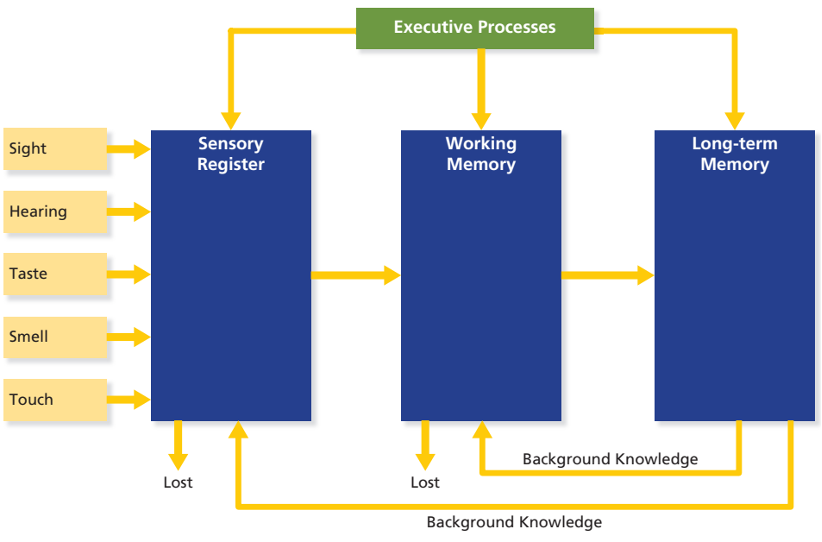 Executive Processes
Sensory
Register
Working
Memory
Long-term
Memory
Sight
Hearing
Taste
Smell
Touch
Lost
Lost
Background Knowledge
Background Knowledge